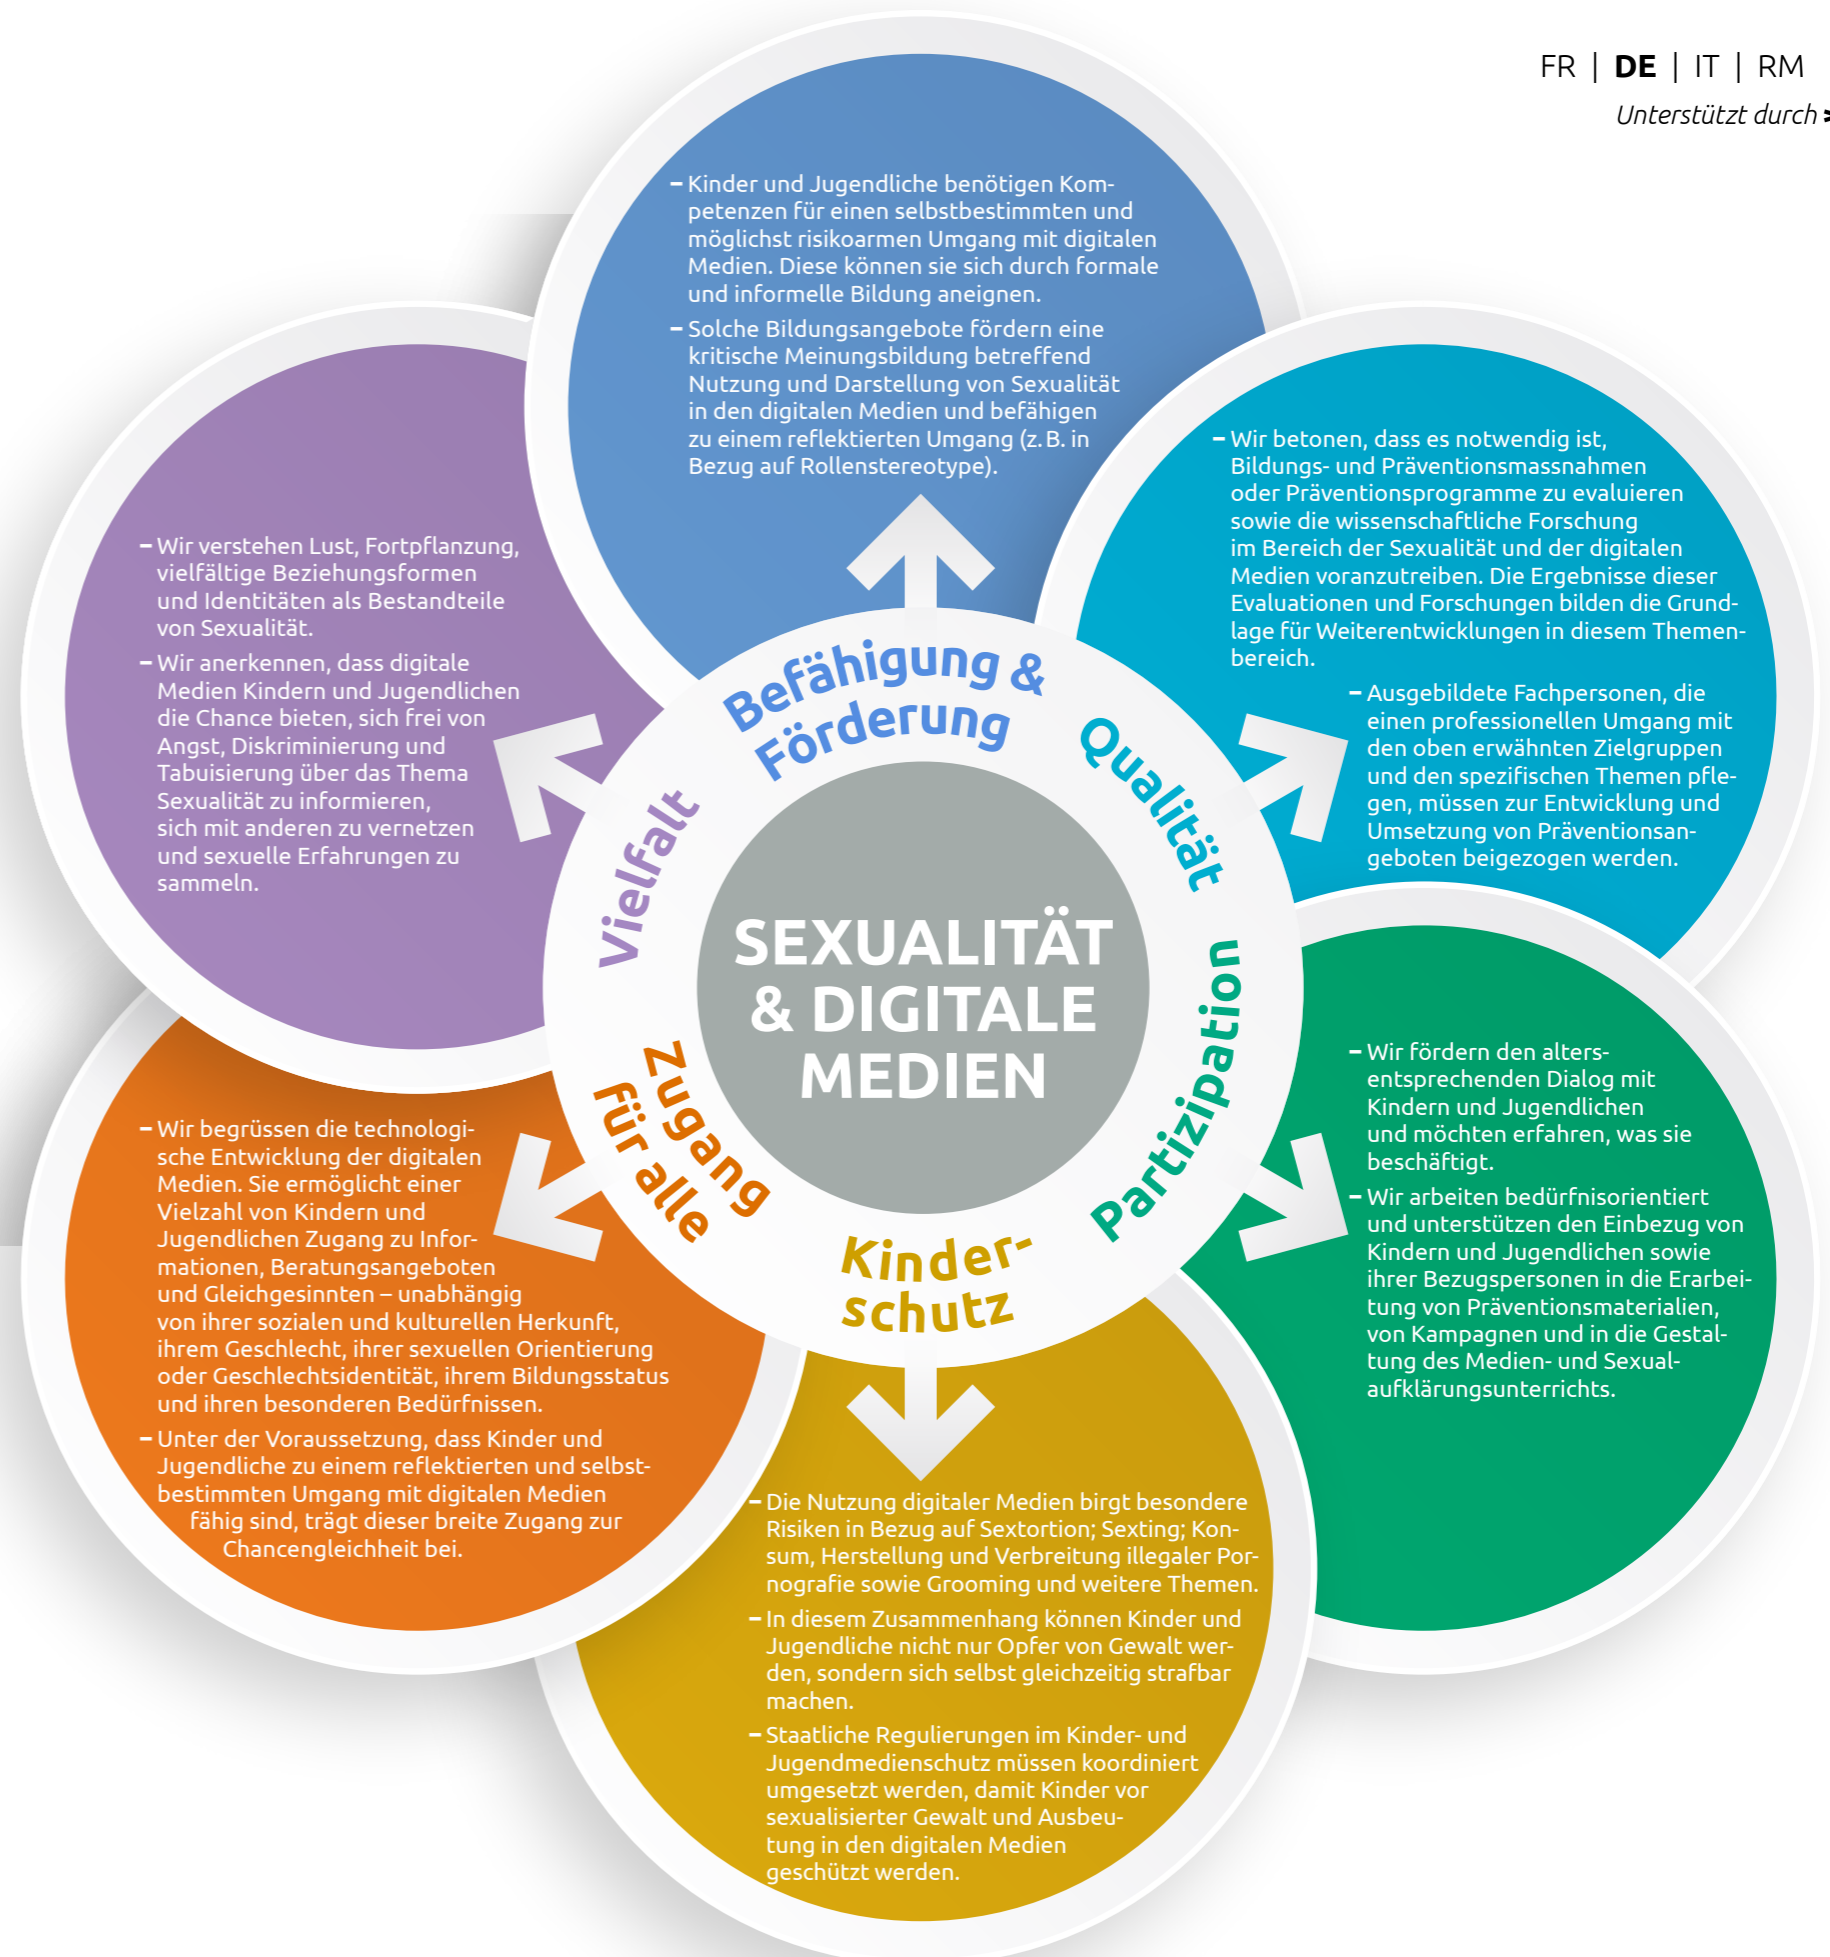 FR | DE | IT | RM
Unterstützt durch >
– Kinder und Jugendliche benötigen Kom-
petenzen für einen selbstbestimmten und
möglichst risikoarmen Umgang mit digitalen
Medien. Diese können sie sich durch formale
und informelle Bildung aneignen.
– Solche Bildungsangebote fördern eine
kritische Meinungsbildung betreffend
Nutzung und Darstellung von Sexualität
in den digitalen Medien und befähigen
zu einem reflektierten Umgang (z. B. in
Bezug auf Rollenstereotype).
– Wir betonen, dass es notwendig ist,
Bildungs- und Präventionsmassnahmen
oder Präventionsprogramme zu evaluieren
sowie die wissenschaftliche Forschung
im Bereich der Sexualität und der digitalen
Medien voranzutreiben. Die Ergebnisse dieser
Evaluationen und Forschungen bilden die Grund-
lage für Weiterentwicklungen in diesem Themen-
bereich.
– Ausgebildete Fachpersonen, die
einen professionellen Umgang mit
den oben erwähnten Zielgruppen
und den spezifischen Themen pfle-
gen, müssen zur Entwicklung und
Umsetzung von Präventionsan-
geboten beigezogen werden.
– Wir verstehen Lust, Fortpflanzung,
vielfältige Beziehungsformen
und Identitäten als Bestandteile
von Sexualität.
– Wir anerkennen, dass digitale
Medien Kindern und Jugendlichen
die Chance bieten, sich frei von
Angst, Diskriminierung und
Tabuisierung über das Thema
Sexualität zu informieren,
sich mit anderen zu vernetzen
und sexuelle Erfahrungen zu
sammeln.
Befähigung &
Förderung
Qualität
Vielfalt
SEXUALITÄT
& DIGITALE
MEDIEN
Partizipation
Zugang
für alle
Kinder-
schutz
– Wir fördern den alters-
entsprechenden Dialog mit
Kindern und Jugendlichen
und möchten erfahren, was sie
beschäftigt.
– Wir arbeiten bedürfnisorientiert
und unterstützen den Einbezug von
Kindern und Jugendlichen sowie
ihrer Bezugspersonen in die Erarbei-
tung von Präventionsmaterialien,
von Kampagnen und in die Gestal-
tung des Medien- und Sexual-
aufklärungsunterrichts.
– Wir begrüssen die technologi-
sche Entwicklung der digitalen
Medien. Sie ermöglicht einer
Vielzahl von Kindern und
Jugendlichen Zugang zu Infor-
mationen, Beratungsangeboten
und Gleichgesinnten – unabhängig
von ihrer sozialen und kulturellen Herkunft,
ihrem Geschlecht, ihrer sexuellen Orientierung
oder Geschlechtsidentität, ihrem Bildungsstatus
und ihren besonderen Bedürfnissen.
– Unter der Voraussetzung, dass Kinder und
Jugendliche zu einem reflektierten und selbst-
bestimmten Umgang mit digitalen Medien
fähig sind, trägt dieser breite Zugang zur
Chancengleichheit bei.
– Die Nutzung digitaler Medien birgt besondere
Risiken in Bezug auf Sextortion; Sexting; Kon-
sum, Herstellung und Verbreitung illegaler Por-
nografie sowie Grooming und weitere Themen.
– In diesem Zusammenhang können Kinder und
Jugendliche nicht nur Opfer von Gewalt wer-
den, sondern sich selbst gleichzeitig strafbar
machen.
– Staatliche Regulierungen im Kinder- und
Jugendmedienschutz müssen koordiniert
umgesetzt werden, damit Kinder vor
sexualisierter Gewalt und Ausbeu-
tung in den digitalen Medien
geschützt werden.